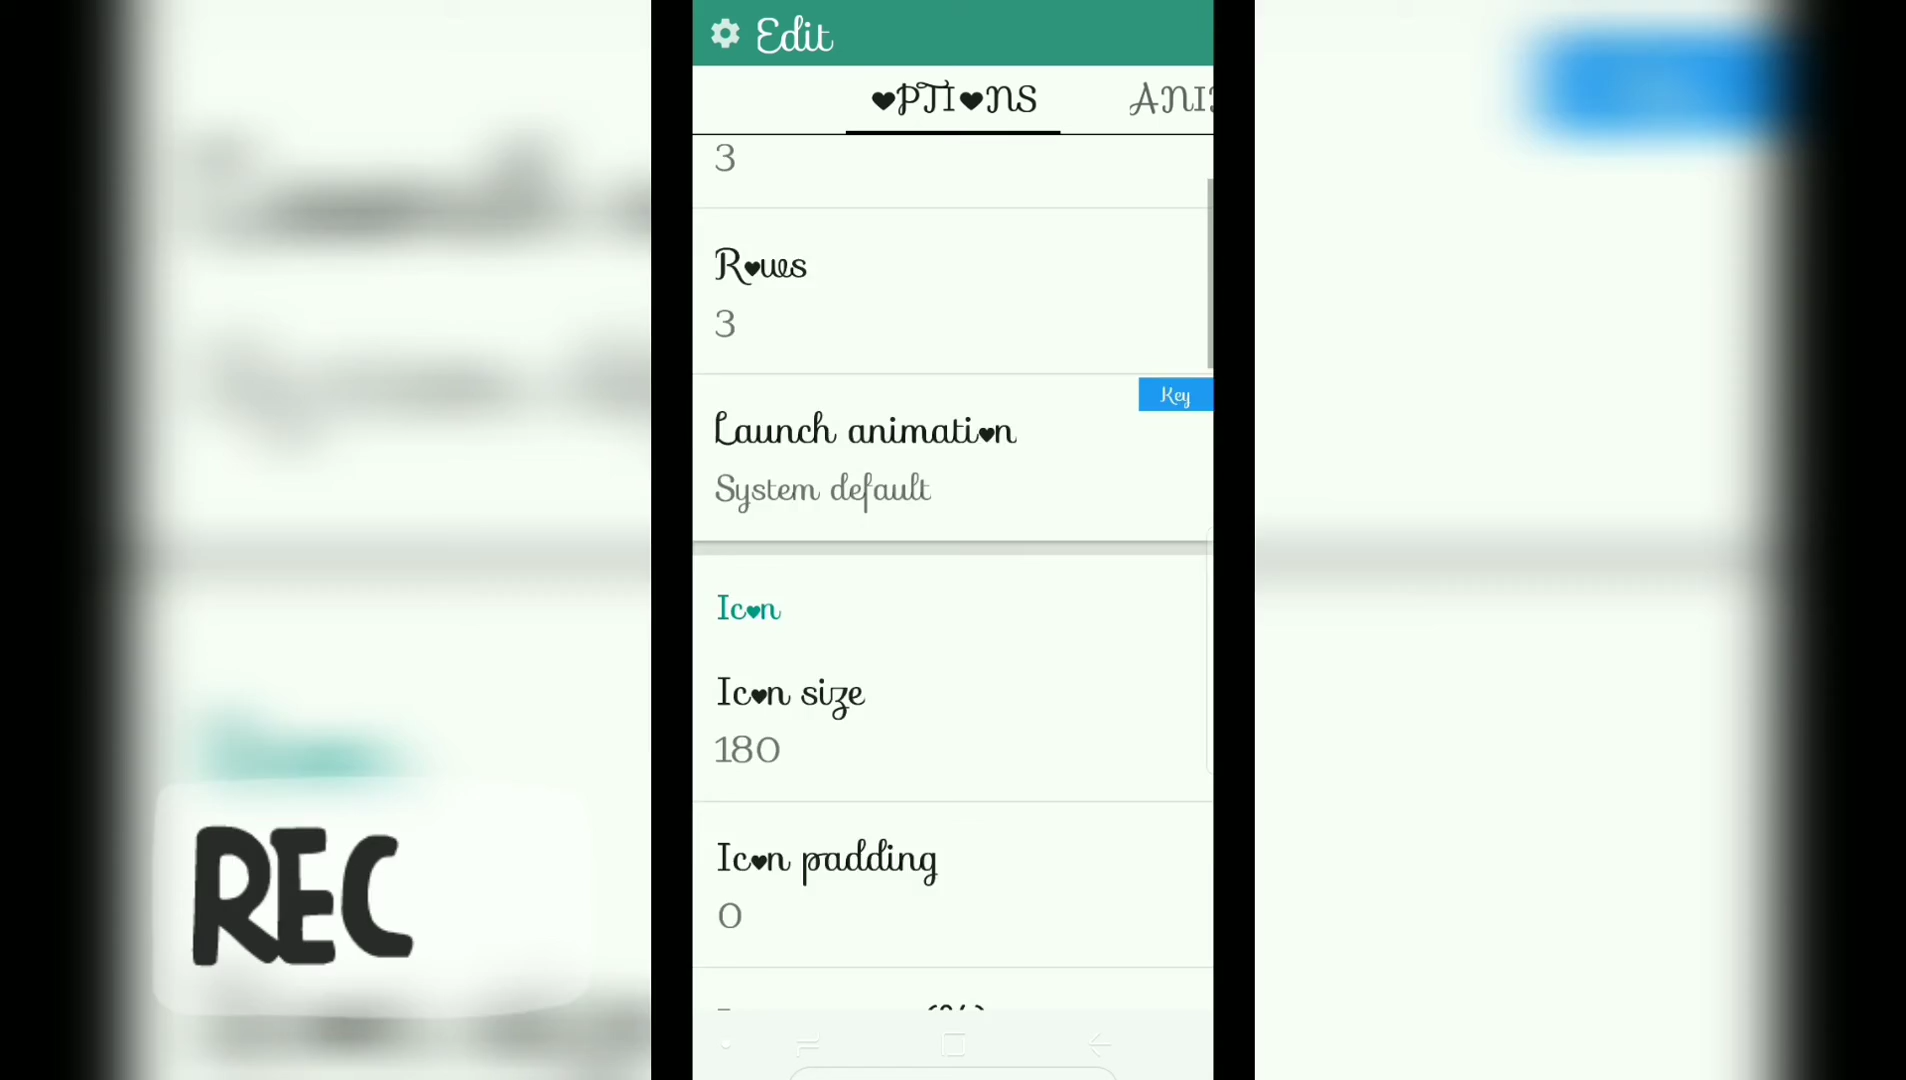 Edit
♥PTI♥NS
3
R♥ws
3
Key
Launch animati♥n
System default
Ic♥n
Ic♥n size
180
Ic♥n padding
0
REC